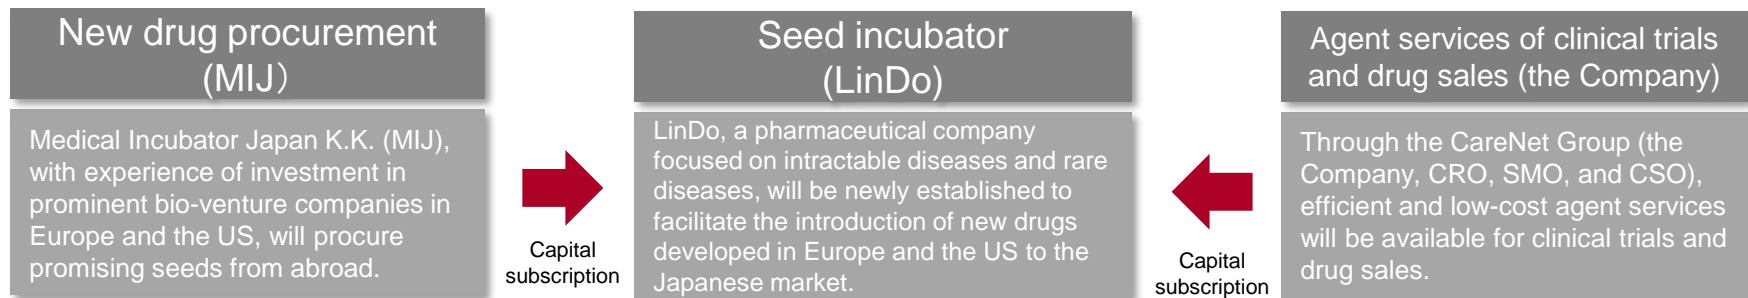 New drug procurement
(MIJ）
Medical Incubator Japan K.K. (MIJ),
with experience of investment in
prominent bio-venture companies in
Europe and the US, will procure
promising seeds from abroad.
Capital
subscription
Seed incubator
(LinDo)
LinDo, a pharmaceutical company
focused on intractable diseases and rare
diseases, will be newly established to
facilitate the introduction of new drugs
developed in Europe and the US to the
Japanese market.
Capital
subscription
Agent services of clinical trials
and drug sales (the Company)
Through the CareNet Group (the
Company, CRO, SMO, and CSO),
efficient and low-cost agent services
will be available for clinical trials and
drug sales.